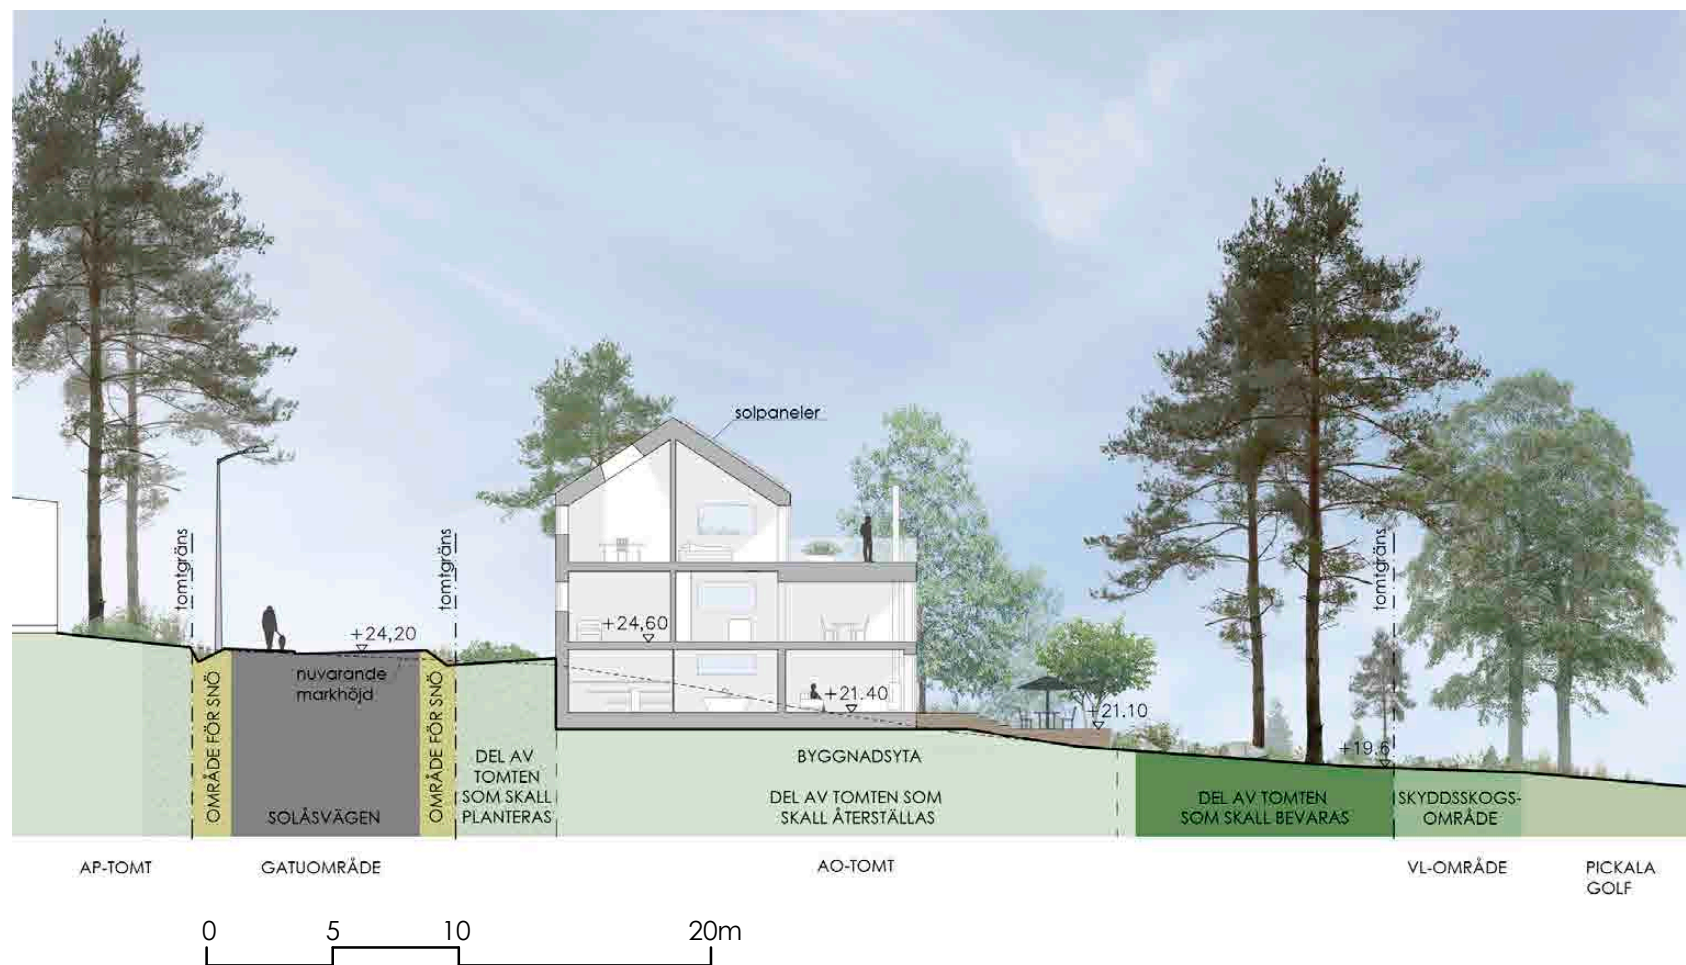 solpaneler
tomtgräns
tomtgräns
tomtgräns
+24,20
nuvarande
markhöjd
+24,60
+21.40
+21.10
+19.6
OMRÅDE FÖR SNÖ
SOLÅSVÄGEN
OMRÅDE FÖR SNÖ
DEL AV
TOMTEN
SOM SKALL
PLANTERAS
BYGGNADSYTA
DEL AV TOMTEN SOM
SKALL ÅTERSTÄLLAS
DEL AV TOMTEN
SOM SKALL BEVARAS
SKYDDSSKOGS-
OMRÅDE
AP-TOMT
GATUOMRÅDE
AO-TOMT
VL-OMRÅDE
PICKALA
GOLF
0 5 10 20m